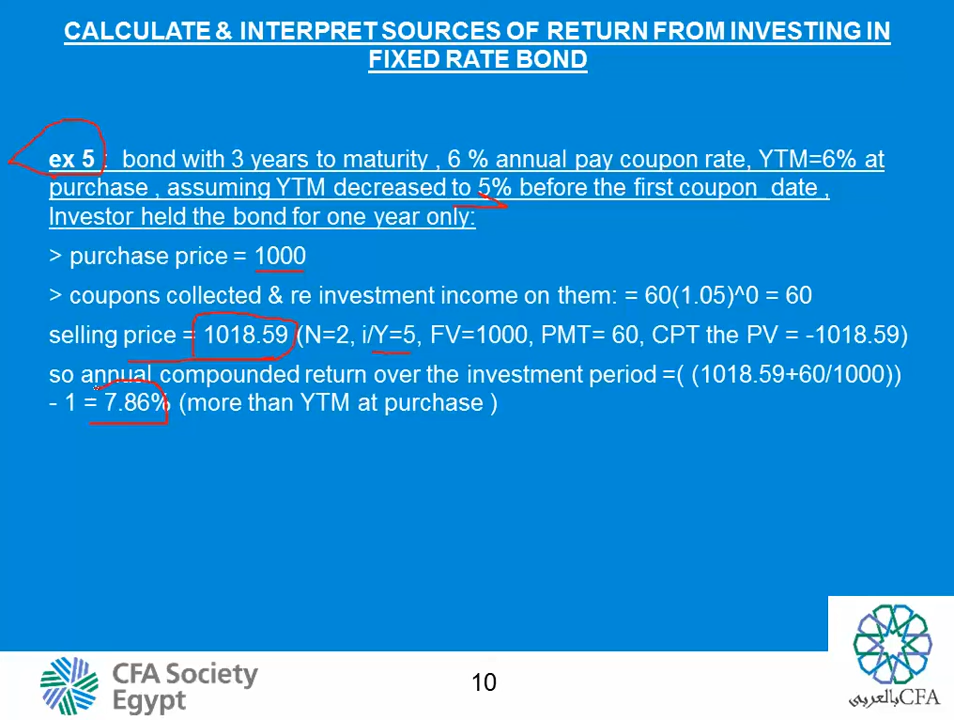 CALCULATE & INTERPRET SOURCES OF RETURN FROM INVESTING IN
FIXED RATE BOND
ex 5 : bond with 3 years to maturity , 6 % annual pay coupon rate, YTM=6% at
purchase , assuming YTM decreased to 5% before the first coupon date ,
Investor held the bond for one year only:
> purchase price = 1000
> coupons collected & re investment income on them: = 60(1.05)^0 = 60
selling price = 1018.59 (N=2, i/Y=5, FV=1000, PMT= 60, CPT the PV = -1018.59)
so annual compounded return over the investment period =( (1018.59+60/1000))
- 1 = 7.86% (more than YTM at purchase )
CFA Society
Egypt
10
CFAبالعربي